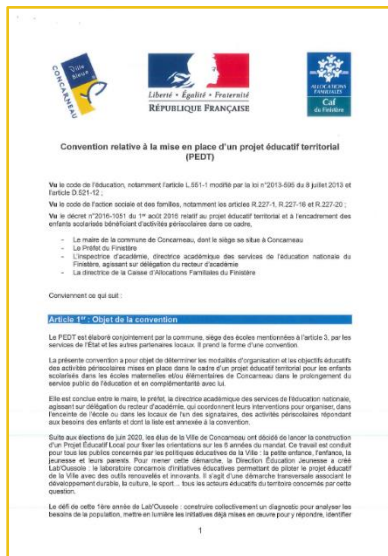 Ville Bleue
CONCARNEAU
Liberté • Égalité • Fraternité
RÉPUBLIQUE FRANÇAISE
ALLOCATIONS
FAMILIALES
Caf
du Finistère
Convention relative à la mise en place d'un projet éducatif territorial
(PEDT)
Vu le code de l'éducation, notamment l'article L.551-1 modifié par la loi n°2013-595 du 8 juillet 2013 et
l'article D.521-12 ;
Vu le code de l'action sociale et des familles, notamment les articles R.227-1, R.227-16 et R.227-20 ;
Vu le décret n°2016-1051 du 1er août 2016 relatif au projet éducatif territorial et à l'encadrement des
enfants scolarisés bénéficiant d'activités périscolaires dans ce cadre,
- Le maire de la commune de Concarneau, dont le siège se situe à Concarneau
- Le Préfet du Finistère
- L'inspectrice d'académie, directrice académique des services de l'éducation nationale du
Finistère, agissant sur délégation du recteur d'académie
- La directrice de la Caisse d'Allocations Familiales du Finistère
Conviennent ce qui suit :
Article 1er : Objet de la convention
Le PEDT est élaboré conjointement par la commune, siège des écoles mentionnées à l'article 3, par les
services de l'État et les autres partenaires locaux. Il prend la forme d'une convention.
La présente convention a pour objet de déterminer les modalités d'organisation et les objectifs éducatifs
des activités périscolaires mises en place dans le cadre d'un projet éducatif territorial pour les enfants
scolarisés dans les écoles maternelles et/ou élémentaires de Concarneau dans le prolongement du
service public de l'éducation et en complémentarité avec lui.
Elle est conclue entre le maire, le préfet, la directrice académique des services de l'éducation nationale,
agissant sur délégation du recteur d'académie, qui coordonnent leurs interventions pour organiser, dans
l'enceinte de l'école ou dans les locaux de l'un des signataires, des activités périscolaires répondant
aux besoins des enfants et dont la liste est annexée à la convention.
Suite aux élections de juin 2020, les élus de la Ville de Concarneau ont décidé de lancer la construction
d'un Projet Éducatif Local pour fixer les orientations sur les 6 années du mandat. Ce travail est conduit
pour tous les publics concernés par les politiques éducatives de la Ville : la petite enfance, l'enfance, la
jeunesse et leurs parents. Pour mener cette démarche, la Direction Éducation Jeunesse a créé
Lab'Oussole : le laboratoire concarnois d'initiatives éducatives permettant de piloter le projet éducatif
de la Ville avec des outils renouvelés et innovants. Il s'agit d'une démarche transversale associant le
développement durable, la culture, le sport… tous les acteurs éducatifs du territoire concernés par cette
question.
Le défi de cette 1ère année de Lab'Oussole : construire collectivement un diagnostic pour analyser les
besoins de la population, mettre en lumière les initiatives déjà mises en œuvre pour y répondre, identifier
1